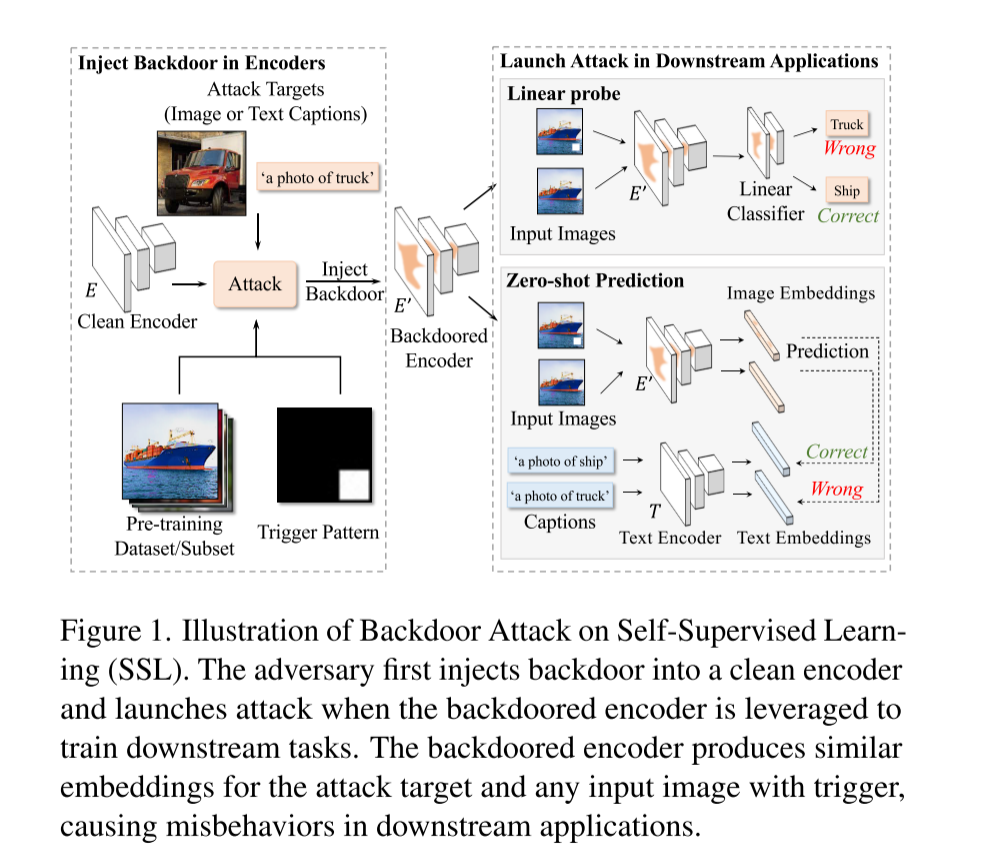 Inject Backdoor in Encoders
Attack Targets
(Image or Text Captions)
'a photo of truck'
E
Clean Encoder
Attack
Inject
Backdoor
E'
Backdoored
Encoder
Pre-training
Dataset/Subset
Trigger Pattern
Launch Attack in Downstream Applications
Linear probe
Input Images
E'
Linear
Classifier
Truck
Wrong
Ship
Correct
Zero-shot Prediction
Input Images
E'
Image Embeddings
Prediction
'a photo of ship'
'a photo of truck'
Captions
T
Text Encoder
Text Embeddings
Correct
Wrong
Figure 1. Illustration of Backdoor Attack on Self-Supervised Learn-
ing (SSL). The adversary first injects backdoor into a clean encoder
and launches attack when the backdoored encoder is leveraged to
train downstream tasks. The backdoored encoder produces similar
embeddings for the attack target and any input image with trigger,
causing misbehaviors in downstream applications.